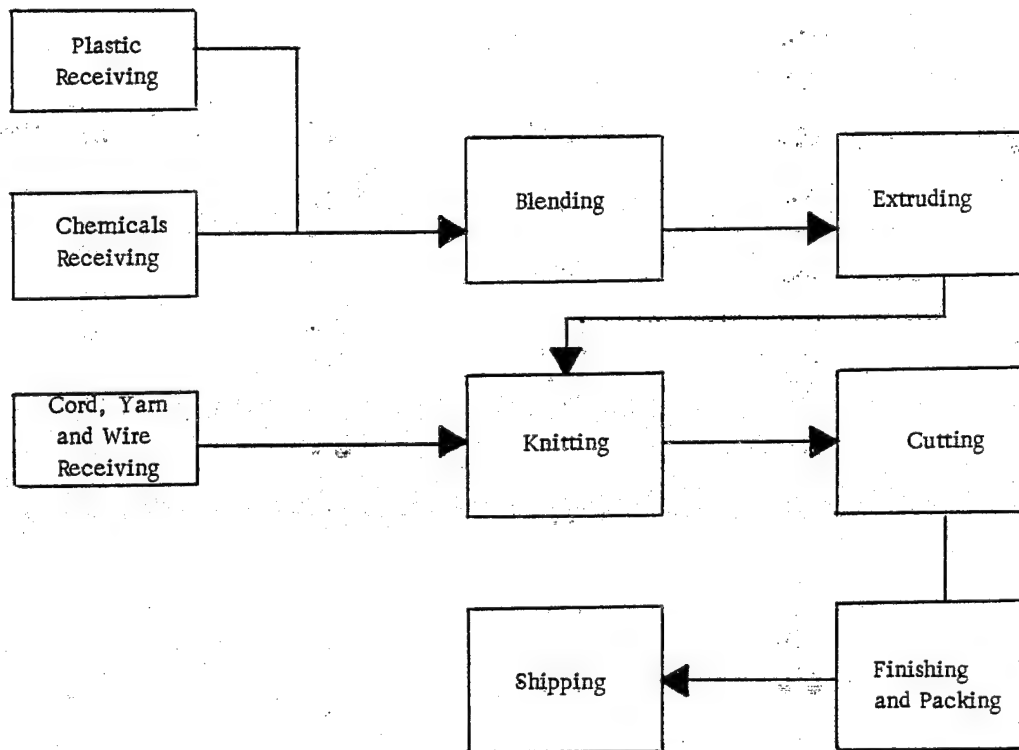 Plastic
Receiving
Chemicals
Receiving
Blending
Extruding
Cord, Yarn
and Wire
Receiving
Knitting
Cutting
Shipping
Finishing
and Packing